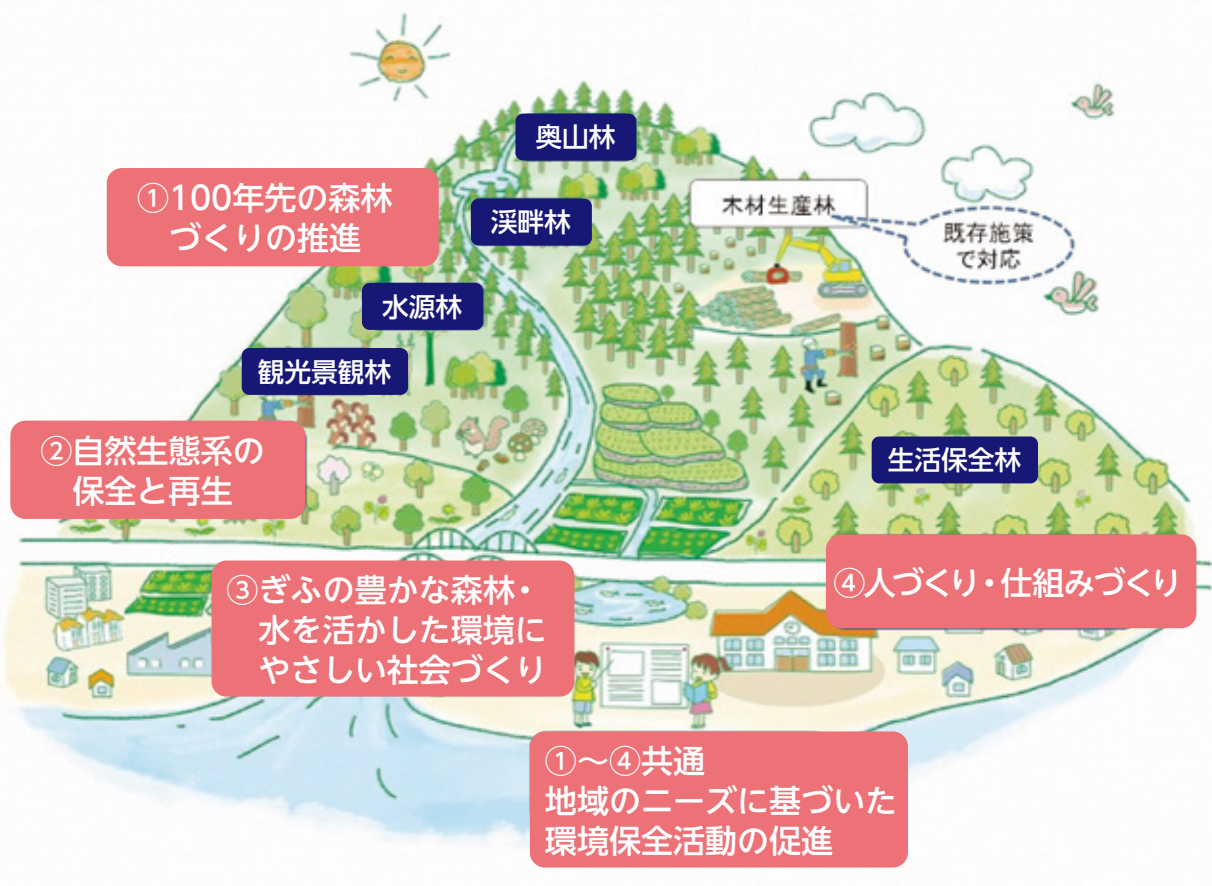 奥山林
①100年先の森林
づくりの推進
木材生産林
渓畔林
既存施策
で対応
水源林
観光景観林
②自然生態系の
保全と再生
生活保全林
③ぎふの豊かな森林・
水を活かした環境に
やさしい社会づくり
④人づくり・仕組みづくり
①～④共通
地域のニーズに基づいた
環境保全活動の促進